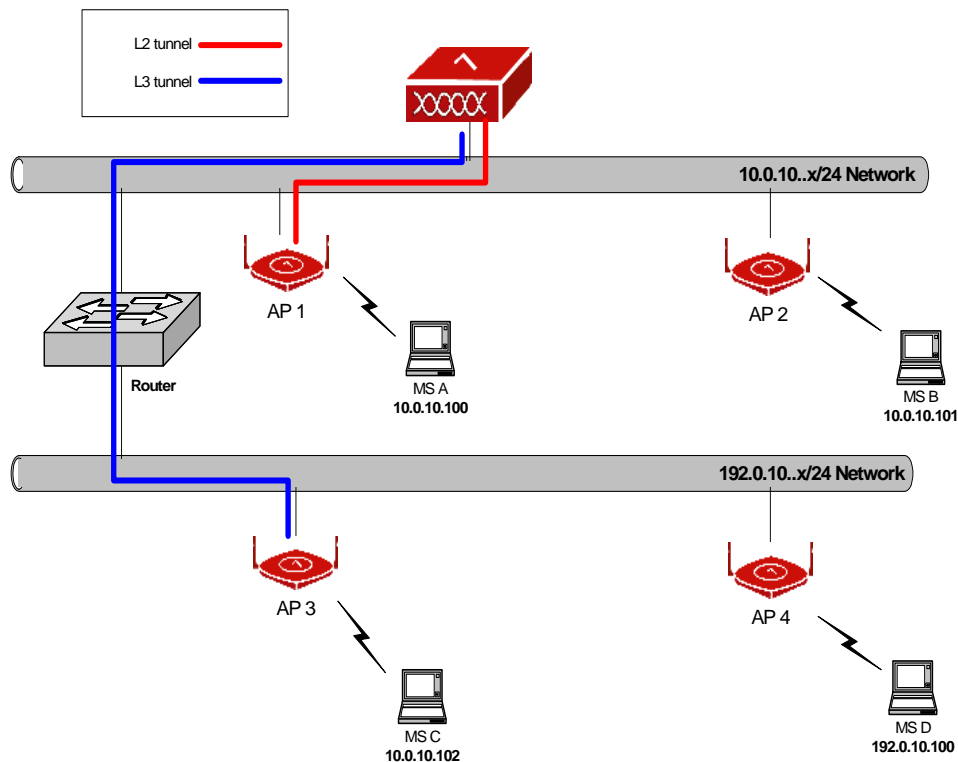 L2 tunnel
L3 tunnel
10.0.10..x/24 Network
AP 1
AP 2
Router
MS A
10.0.10.100
MS B
10.0.10.101
192.0.10..x/24 Network
AP 3
AP 4
MS C
10.0.10.102
MS D
192.0.10.100